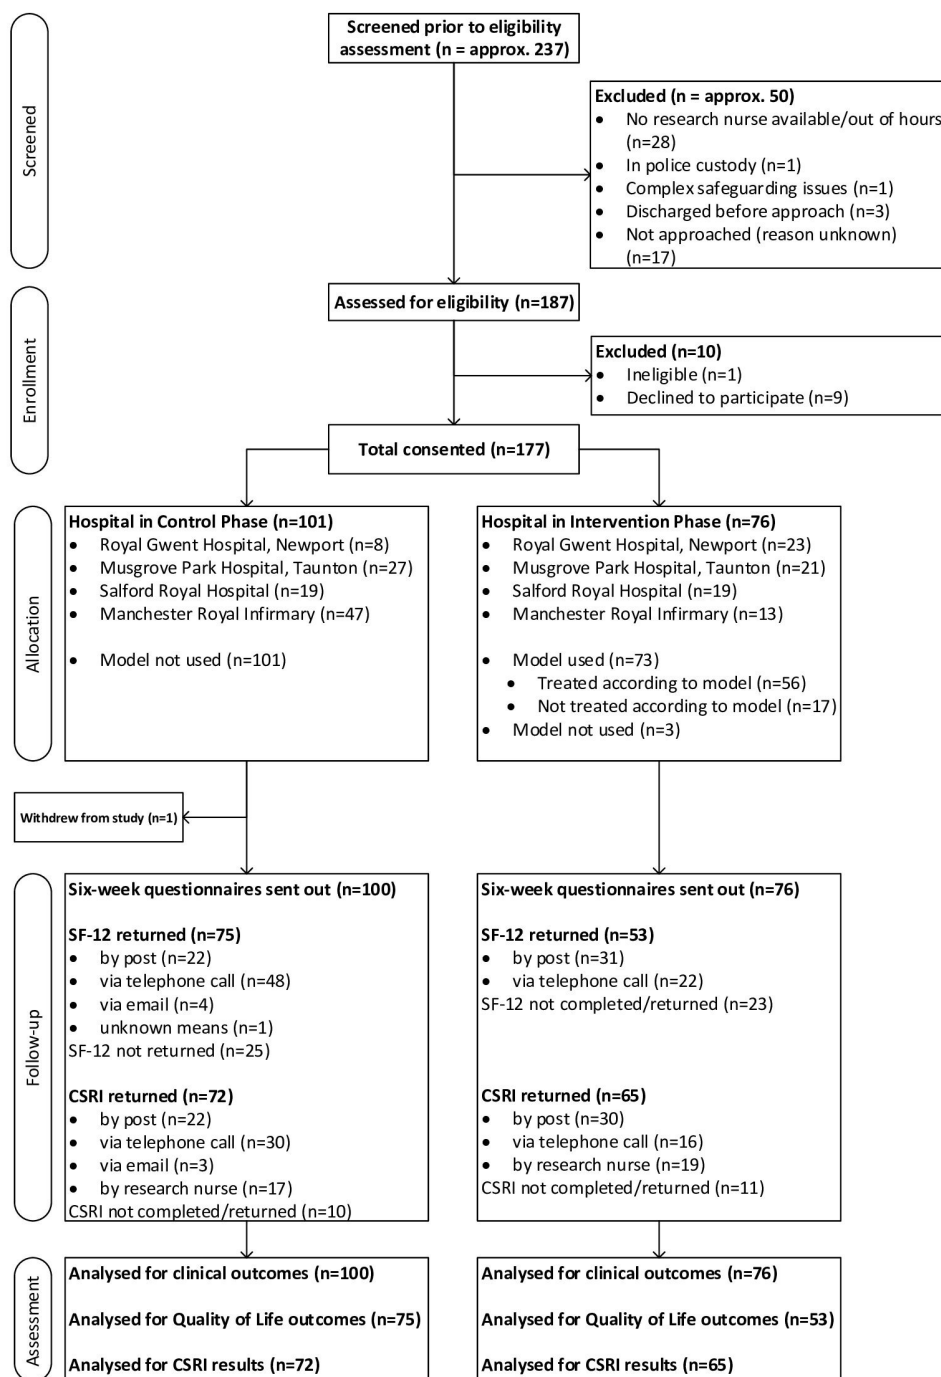 Screened
Screened prior to eligibility
assessment (n = approx. 237)
Excluded (n = approx. 50)
● No research nurse available/out of hours
(n=28)
● In police custody (n=1)
● Complex safeguarding issues (n=1)
● Discharged before approach (n=3)
● Not approached (reason unknown)
(n=17)
Enrollment
Assessed for eligibility (n=187)
Excluded (n=10)
● Ineligible (n=1)
● Declined to participate (n=9)
Total consented (n=177)
Allocation
Hospital in Control Phase (n=101)
● Royal Gwent Hospital, Newport (n=8)
● Musgrove Park Hospital, Taunton (n=27)
● Salford Royal Hospital (n=19)
● Manchester Royal Infirmary (n=47)
● Model not used (n=101)
Hospital in Intervention Phase (n=76)
● Royal Gwent Hospital, Newport (n=23)
● Musgrove Park Hospital, Taunton (n=21)
● Salford Royal Hospital (n=19)
● Manchester Royal Infirmary (n=13)
● Model used (n=73)
● Treated according to model (n=56)
● Not treated according to model (n=17)
● Model not used (n=3)
Withdrew from study (n=1)
Follow-up
Six-week questionnaires sent out (n=100)
SF-12 returned (n=75)
● by post (n=22)
● via telephone call (n=48)
● via email (n=4)
● unknown means (n=1)
SF-12 not returned (n=25)
CSRI returned (n=72)
● by post (n=22)
● via telephone call (n=30)
● via email (n=3)
● by research nurse (n=17)
CSRI not completed/returned (n=10)
Six-week questionnaires sent out (n=76)
SF-12 returned (n=53)
● by post (n=31)
● via telephone call (n=22)
SF-12 not completed/returned (n=23)
CSRI returned (n=65)
● by post (n=30)
● via telephone call (n=16)
● by research nurse (n=19)
CSRI not completed/returned (n=11)
Assessment
Analysed for clinical outcomes (n=100)
Analysed for Quality of Life outcomes (n=75)
Analysed for CSRI results (n=72)
Analysed for clinical outcomes (n=76)
Analysed for Quality of Life outcomes (n=53)
Analysed for CSRI results (n=65)